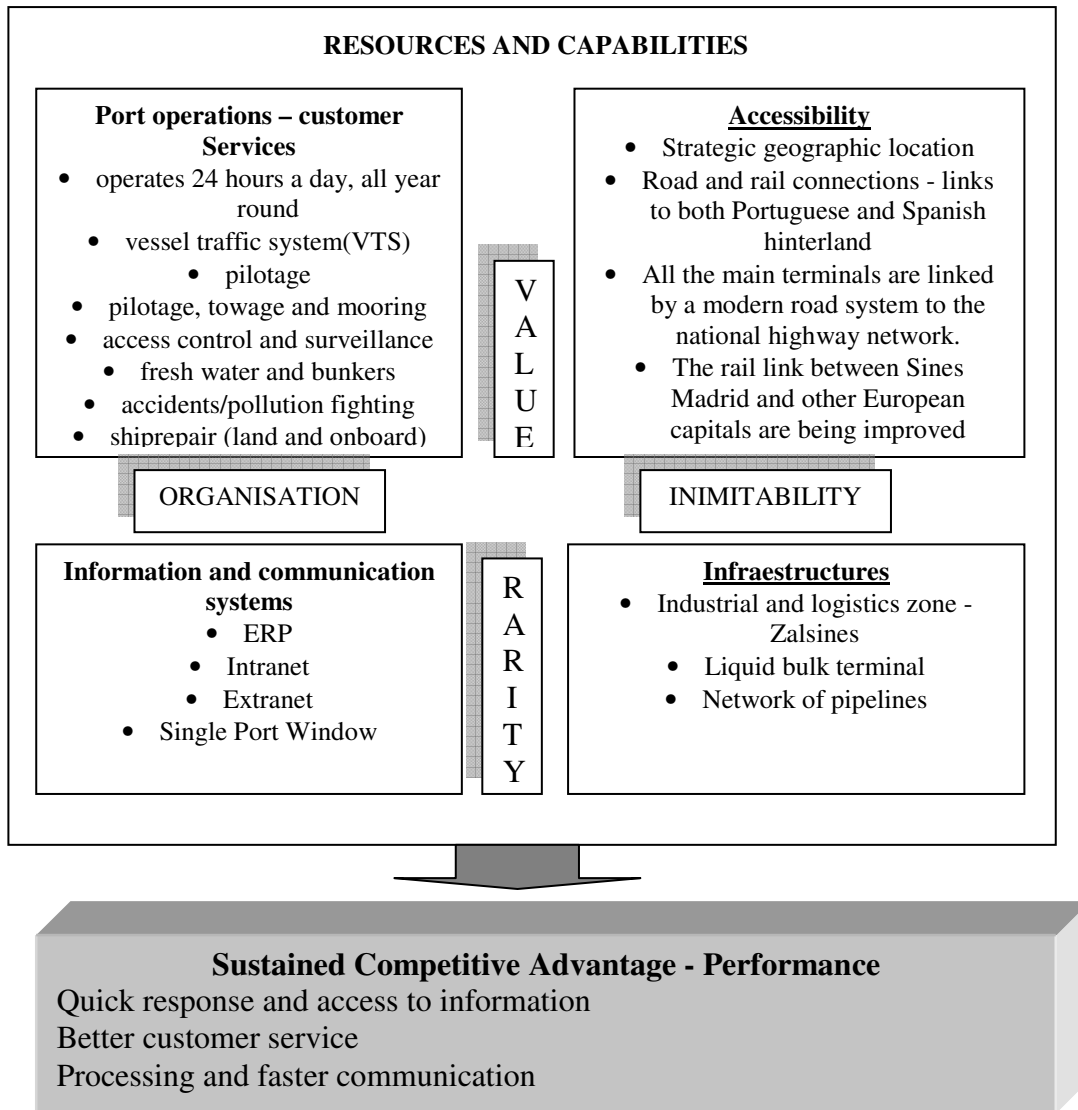 RESOURCES AND CAPABILITIES
Port operations – customer
Services
• operates 24 hours a day, all year
round
• vessel traffic system(VTS)
• pilotage
• pilotage, towage and mooring
• access control and surveillance
• fresh water and bunkers
• accidents/pollution fighting
• shiprepair (land and onboard)
V
A
L
U
E
Accessibility
• Strategic geographic location
• Road and rail connections - links
to both Portuguese and Spanish
hinterland
• All the main terminals are linked
by a modern road system to the
national highway network.
• The rail link between Sines
Madrid and other European
capitals are being improved
ORGANISATION
INIMITABILITY
Information and communication
systems
• ERP
• Intranet
• Extranet
• Single Port Window
R
A
R
I
T
Y
Infraestructures
• Industrial and logistics zone -
Zalsines
• Liquid bulk terminal
• Network of pipelines
Sustained Competitive Advantage - Performance
Quick response and access to information
Better customer service
Processing and faster communication